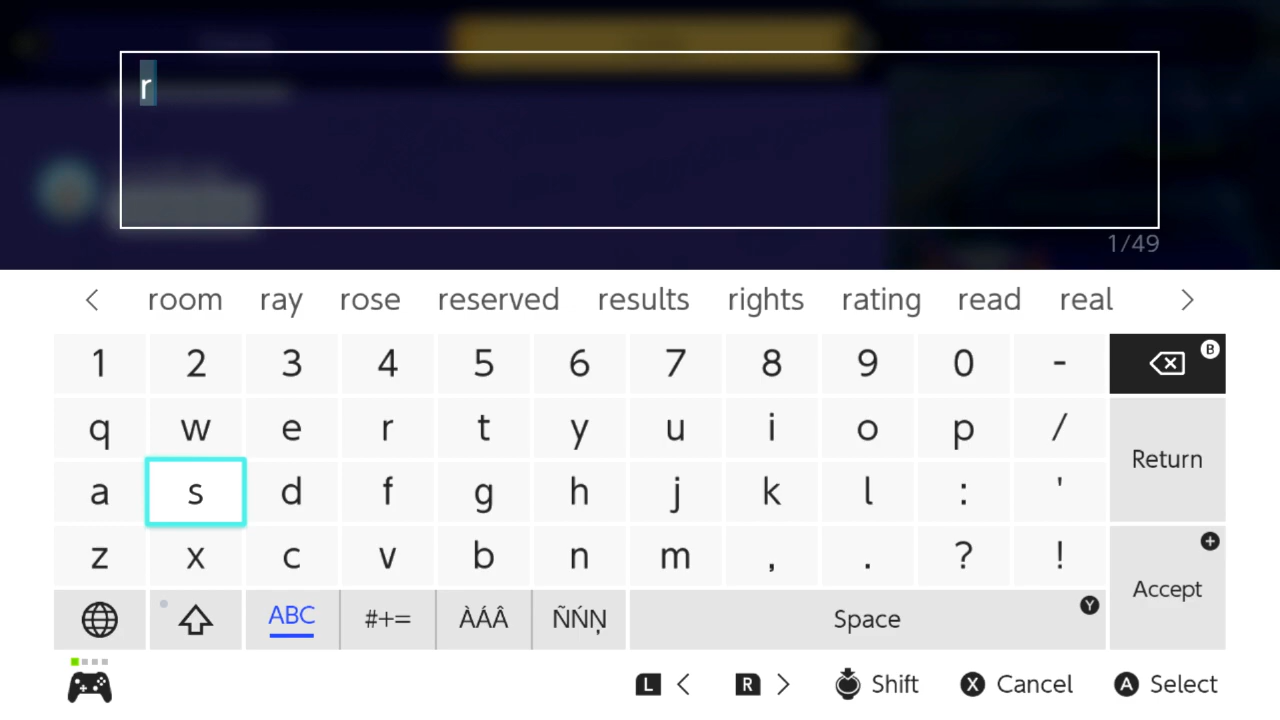 r
1/49
room ray rose reserved results rights rating read real
1 2 3 4 5 6 7 8 9 0 - B
q w e r t y u i o p /
Return
a s d f g h j k l : '
z x c v b n m , . ? !
Accept
ABC #+= ÀÁÂ ÑŃŅ Space Y
L R Shift X Cancel A Select